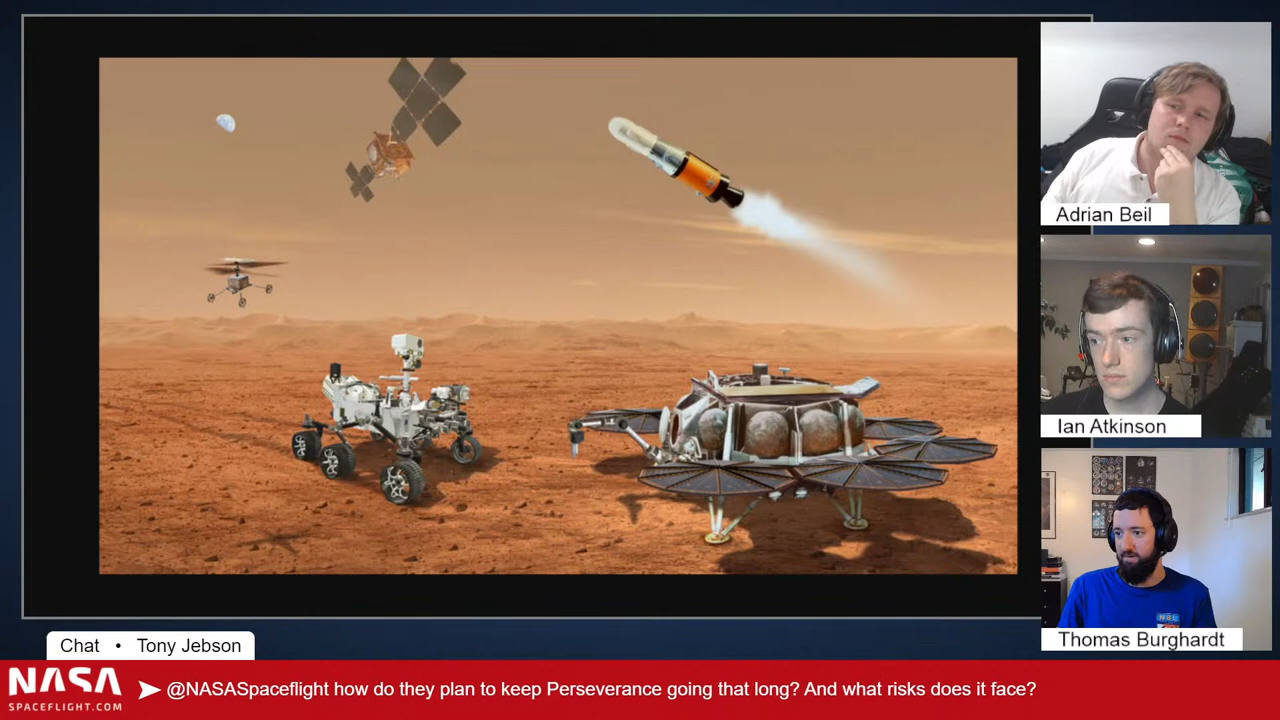 Adrian Beil
Ian Atkinson
Thomas Burghardt
Chat • Tony Jebson
NASA
SPACEFLIGHT.COM
@NASASpaceflight how do they plan to keep Perseverance going that long? And what risks does it face?